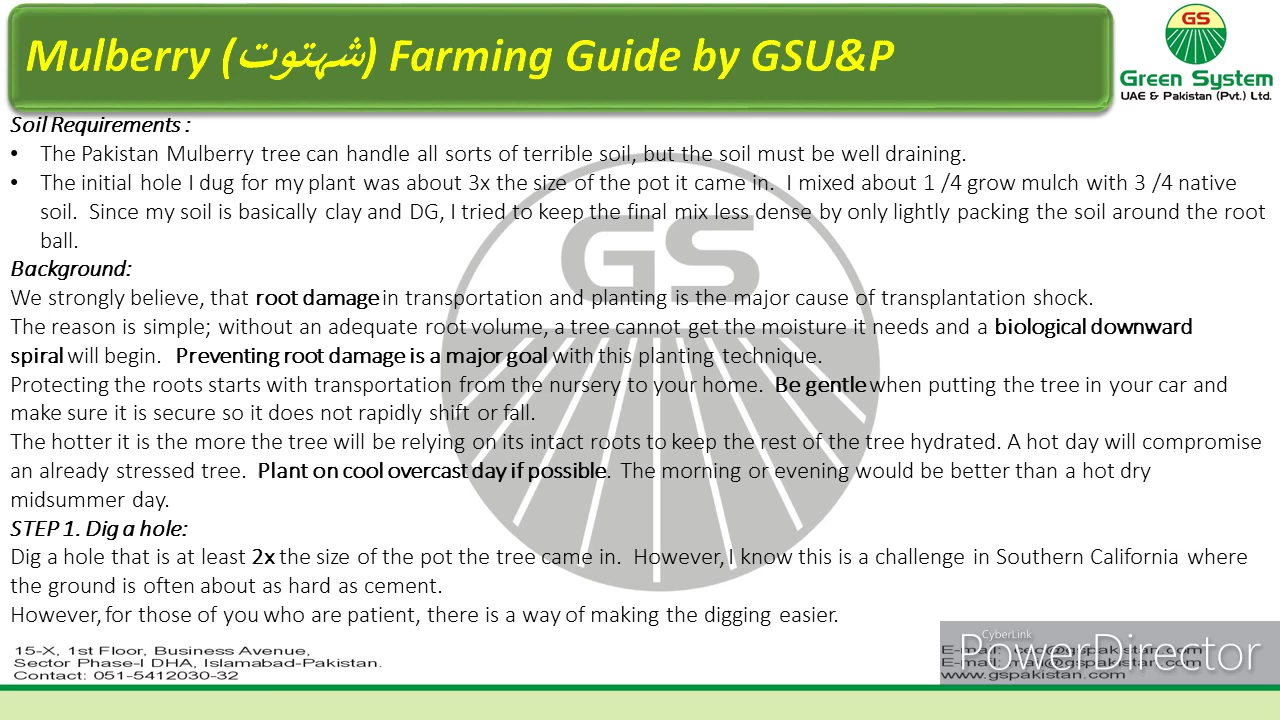 Mulberry (شہتوت) Farming Guide by GSU&P
GS
Green System
UAE & Pakistan (Pvt.) Ltd.
Soil Requirements :
• The Pakistan Mulberry tree can handle all sorts of terrible soil, but the soil must be well draining.
• The initial hole I dug for my plant was about 3x the size of the pot it came in.  I mixed about 1 /4 grow mulch with 3 /4 native
soil.  Since my soil is basically clay and DG, I tried to keep the final mix less dense by only lightly packing the soil around the root
ball.
GS
Background:
We strongly believe, that root damage in transportation and planting is the major cause of transplantation shock.
The reason is simple; without an adequate root volume, a tree cannot get the moisture it needs and a biological downward
spiral will begin.  Preventing root damage is a major goal with this planting technique.
Protecting the roots starts with transportation from the nursery to your home.  Be gentle when putting the tree in your car and
make sure it is secure so it does not rapidly shift or fall.
The hotter it is the more the tree will be relying on its intact roots to keep the rest of the tree hydrated. A hot day will compromise
an already stressed tree.  Plant on cool overcast day if possible.  The morning or evening would be better than a hot dry
midsummer day.
STEP 1. Dig a hole:
Dig a hole that is at least 2x the size of the pot the tree came in.  However, I know this is a challenge in Southern California where
the ground is often about as hard as cement.
However, for those of you who are patient, there is a way of making the digging easier.
15-X, 1st Floor, Business Avenue,
Sector Phase-I DHA, Islamabad-Pakistan.
Contact: 051-5412030-32
CyberLink
PowerDirector
E-mail:
E-mail:
www.gspakistan.com